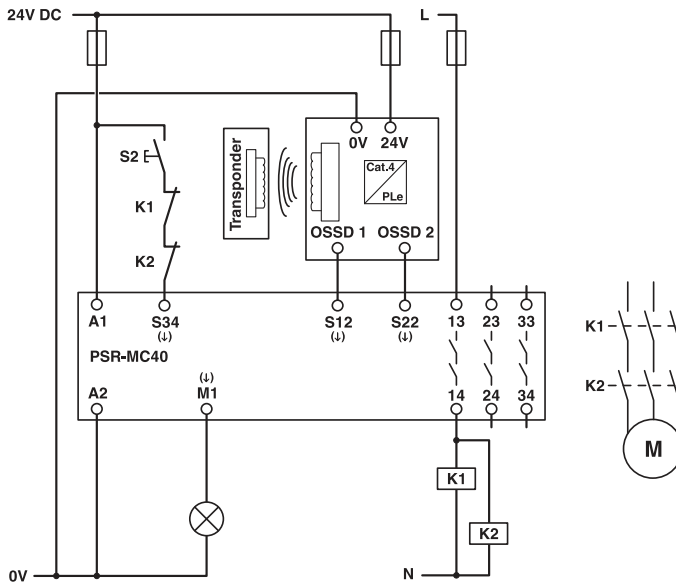 24V DC
L
0V 24V
S2
Transponder
Cat.4
PLe
K1
OSSD 1 OSSD 2
K2
A1 S34 S12 S22 13 23 33
(↓) (↓) (↓)
PSR-MC40
K1
(↓)
A2 M1 14 24 34
K2
M
K1
K2
0V N